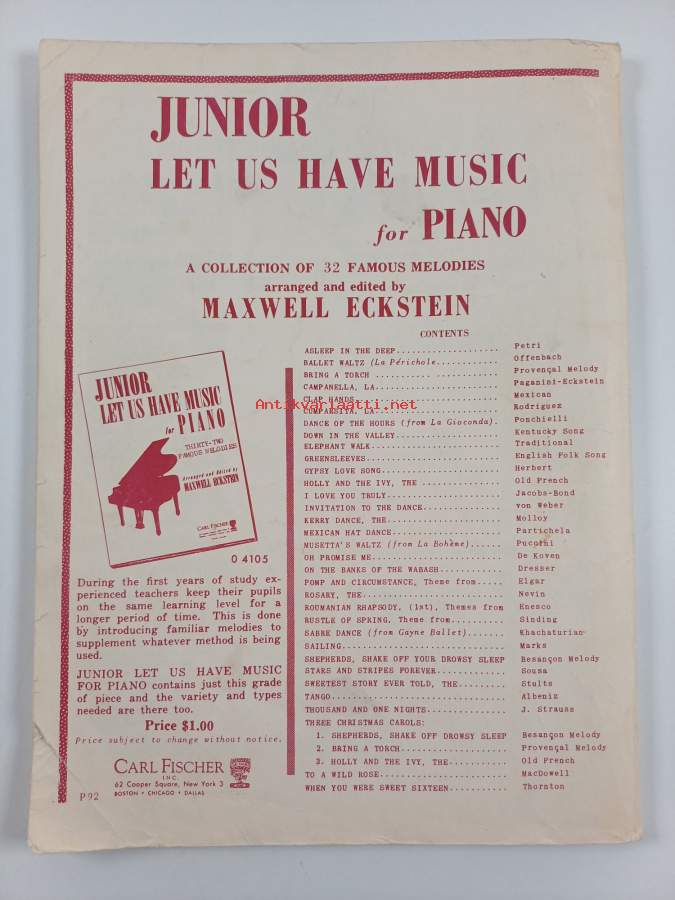 JUNIOR
LET US HAVE MUSIC
for PIANO
A COLLECTION OF 32 FAMOUS MELODIES
arranged and edited by
MAXWELL ECKSTEIN
CONTENTS
ASLEEP IN THE DEEP.................... Petri
BALLET WALTZ (La Périchole............ Offenbach
BRING A TORCH ........................ Provençal Melody
CAMPANELLA, LA........................ Paganini-Eckstein
CLAP HANDS............................ Mexican
CUMPARSITA, LA........................ Rodriguez
DANCE OF THE HOURS (from La Gioconda). Ponchielli
DOWN IN THE VALLEY.................... Kentucky Song
ELEPHANT WALK......................... Traditional
GREENSLEEVES.......................... English Folk Song
GYPSY LOVE SONG....................... Herbert
HOLLY AND THE IVY, THE ............... Old French
I LOVE YOU TRULY...................... Jacobs-Bond
INVITATION TO THE DANCE............... von Weber
KERRY DANCE, THE...................... Molloy
MEXICAN HAT DANCE..................... Partichela
MUSETTA'S WALTZ (from La Bohème)...... Puccini
OH PROMISE ME......................... De Koven
ON THE BANKS OF THE WABASH............ Dresser
POMP AND CIRCUMSTANCE, Theme from..... Elgar
ROSARY, THE........................... Nevin
ROUMANIAN RHAPSODY, (1st), Themes from Enesco
RUSTLE OF SPRING, Theme from.......... Sinding
SABRE DANCE (from Gayne Ballet)....... Khachaturian
SAILING............................... Marks
SHEPHERDS, SHAKE OFF YOUR DROWSY SLEEP Besançon Melody
STARS AND STRIPES FOREVER............. Sousa
SWEETEST STORY EVER TOLD, THE......... Stults
TANGO................................. Albeniz
THOUSAND AND ONE NIGHTS............... J. Strauss
THREE CHRISTMAS CAROLS:
1. SHEPHERDS, SHAKE OFF DROWSY SLEEP Besançon Melody
2. BRING A TORCH...................... Provençal Melody
3. HOLLY AND THE IVY, THE............. Old French
TO A WILD ROSE........................ MacDowell
WHEN YOU WERE SWEET SIXTEEN........... Thornton
JUNIOR
LET US HAVE MUSIC
for PIANO
THIRTY-TWO
FAMOUS MELODIES
Arranged and Edited by
MAXWELL ECKSTEIN
CARL FISCHER
O 4105
During the first years of study ex-
perienced teachers keep their pupils
on the same learning level for a
longer period of time. This is done
by introducing familiar melodies to
supplement whatever method is being
used.
JUNIOR LET US HAVE MUSIC
FOR PIANO contains just this grade
of piece and the variety and types
needed are there too.
Price $1.00
Price subject to change without notice.
CARL FISCHER
INC.
62 Cooper Square, New York 3
BOSTON • CHICAGO • DALLAS
P92
Antikvariaatti.net